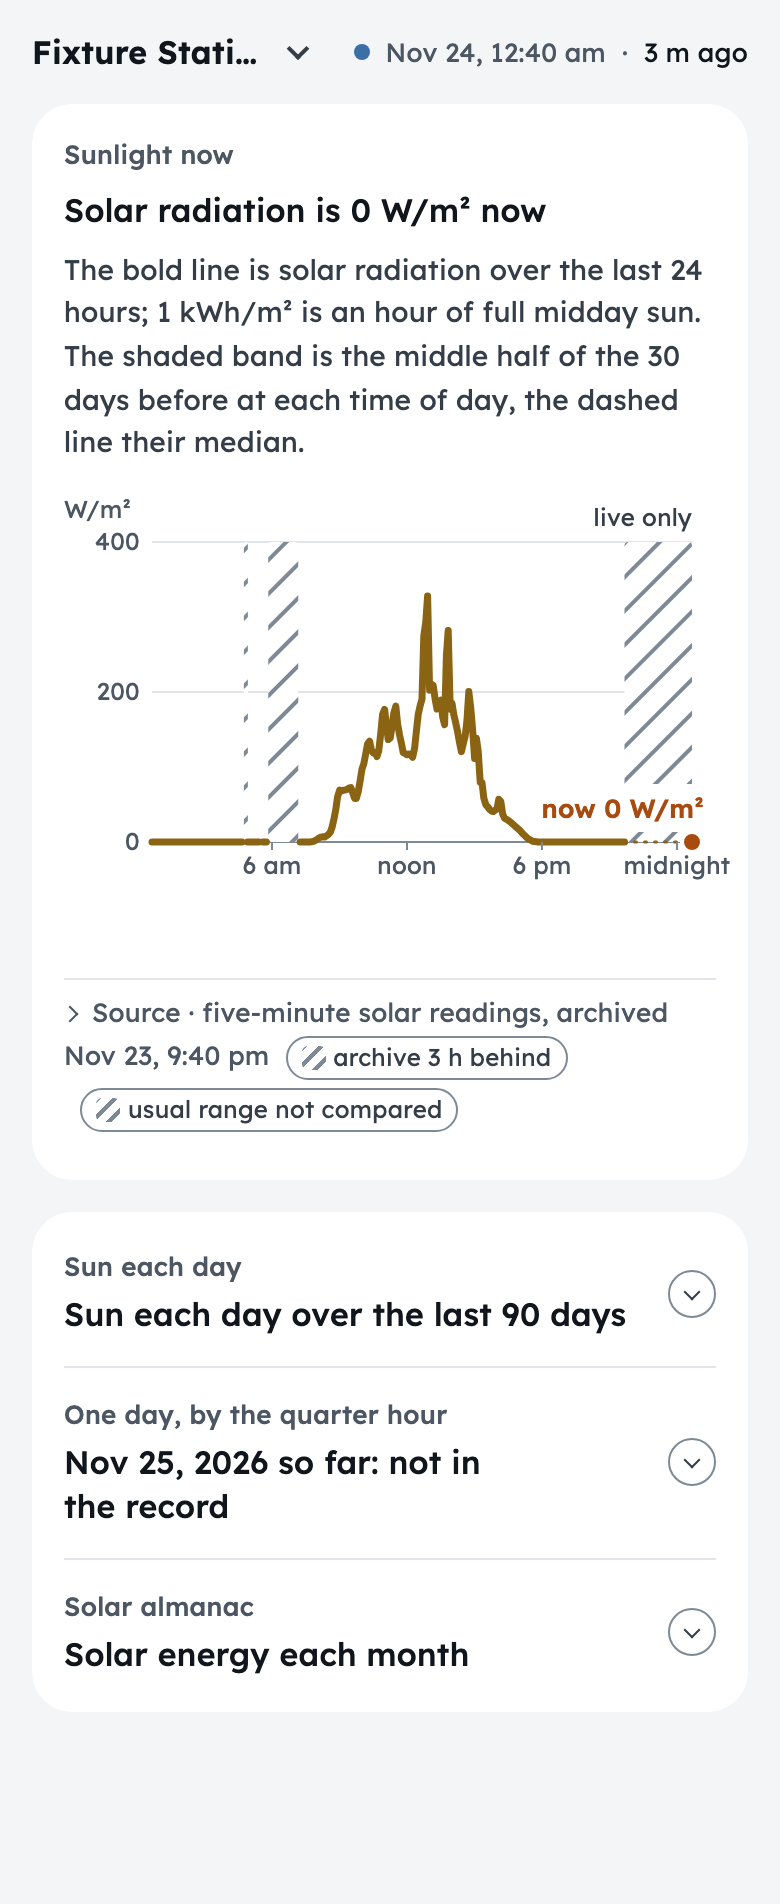 Fixture Stati...
Nov 24, 12:40 am · 3 m ago
Sunlight now
Solar radiation is 0 W/m² now
The bold line is solar radiation over the last 24
hours; 1 kWh/m² is an hour of full midday sun.
The shaded band is the middle half of the 30
days before at each time of day, the dashed
line their median.
W/m²
live only
400
200
now 0 W/m²
0
6 am
noon
6 pm
midnight
Source · five-minute solar readings, archived
Nov 23, 9:40 pm
archive 3 h behind
usual range not compared
Sun each day
Sun each day over the last 90 days
One day, by the quarter hour
Nov 25, 2026 so far: not in
the record
Solar almanac
Solar energy each month